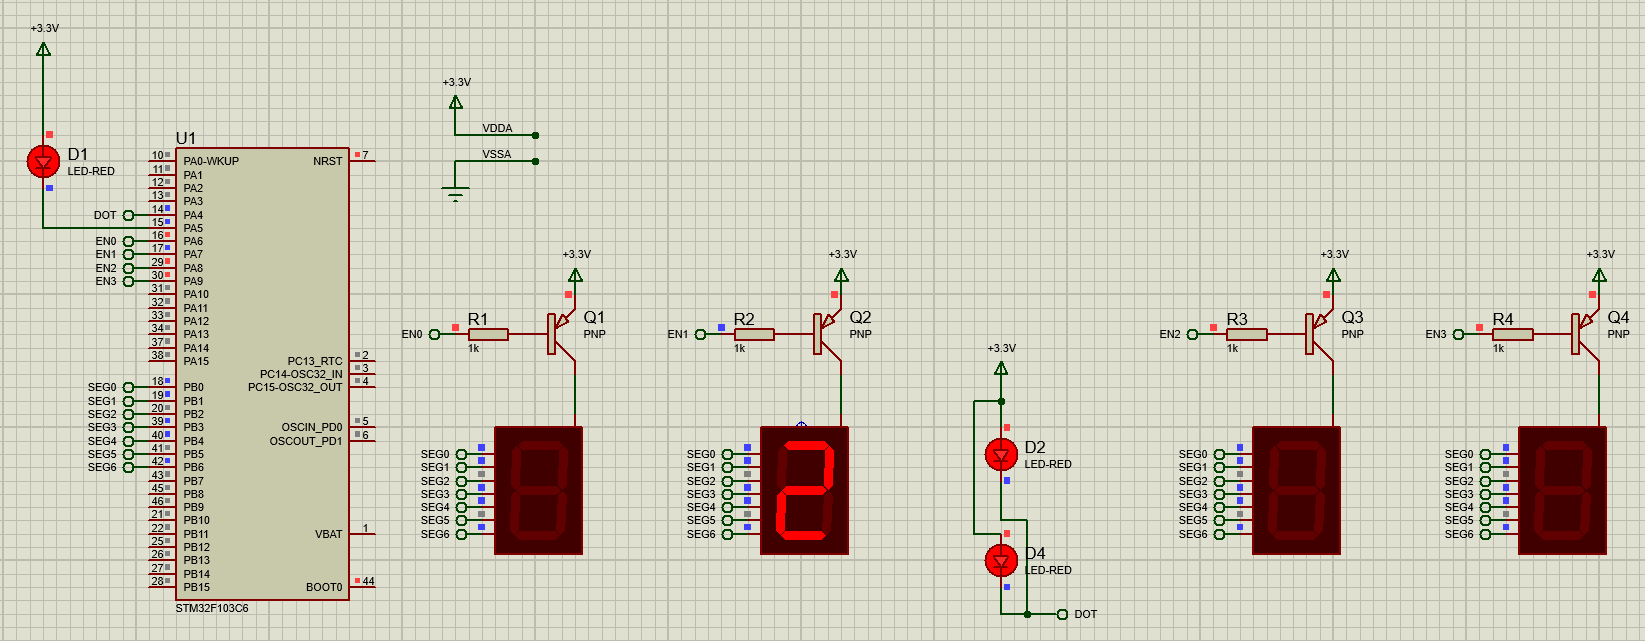 +3.3V
D1
LED-RED
+3.3V
VDDA
VSSA
U1
10 PA0-WKUP NRST 7
11 PA1
12 PA2
13 PA3
DOT 14 PA4
15 PA5
EN0 16 PA6
EN1 17 PA7
EN2 29 PA8
EN3 30 PA9
31 PA10
32 PA11
33 PA12
34 PA13
37 PA14
38 PA15 PC13_RTC 2
PC14-OSC32_IN 3
SEG0 18 PB0 PC15-OSC32_OUT 4
SEG1 19 PB1
SEG2 20 PB2
SEG3 39 PB3 OSCIN_PD0 5
SEG4 40 PB4 OSCOUT_PD1 6
SEG5 41 PB5
SEG6 42 PB6
43 PB7
45 PB8
46 PB9
21 PB10
22 PB11 VBAT 1
25 PB12
26 PB13
27 PB14
28 PB15 BOOT0 44
STM32F103C6
+3.3V
EN0 R1 Q1
1k PNP
SEG0
SEG1
SEG2
SEG3
SEG4
SEG5
SEG6
+3.3V
EN1 R2 Q2
1k PNP
SEG0
SEG1
SEG2
SEG3
SEG4
SEG5
SEG6
2
+3.3V
D2
LED-RED
D4
LED-RED
DOT
+3.3V
EN2 R3 Q3
1k PNP
SEG0
SEG1
SEG2
SEG3
SEG4
SEG5
SEG6
+3.3V
EN3 R4 Q4
1k PNP
SEG0
SEG1
SEG2
SEG3
SEG4
SEG5
SEG6